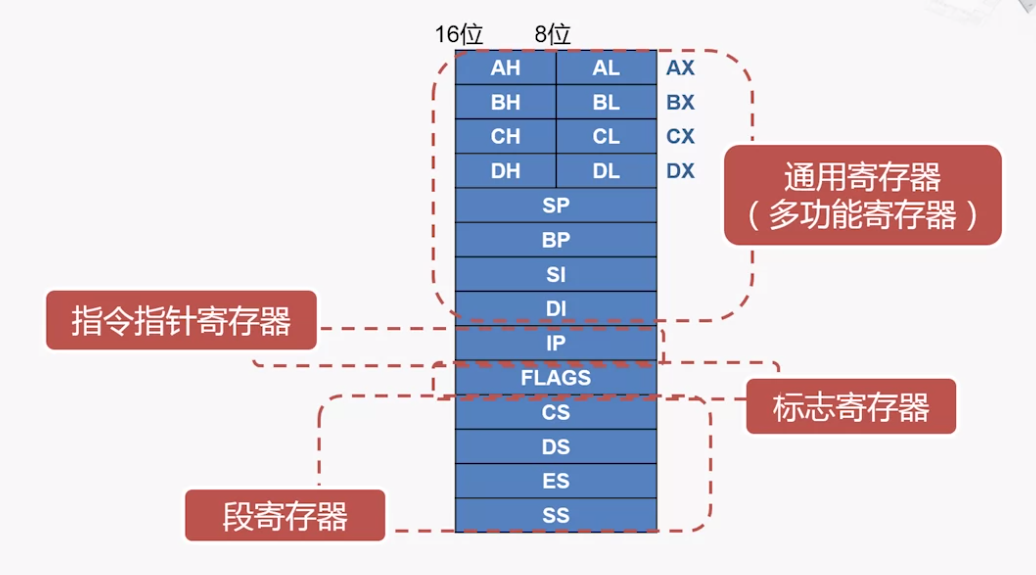 16位 8位
AH AL AX
BH BL BX
CH CL CX
DH DL DX
通用寄存器
（多功能寄存器）
SP
BP
SI
DI
指令指针寄存器
IP
FLAGS
标志寄存器
CS
DS
ES
SS
段寄存器